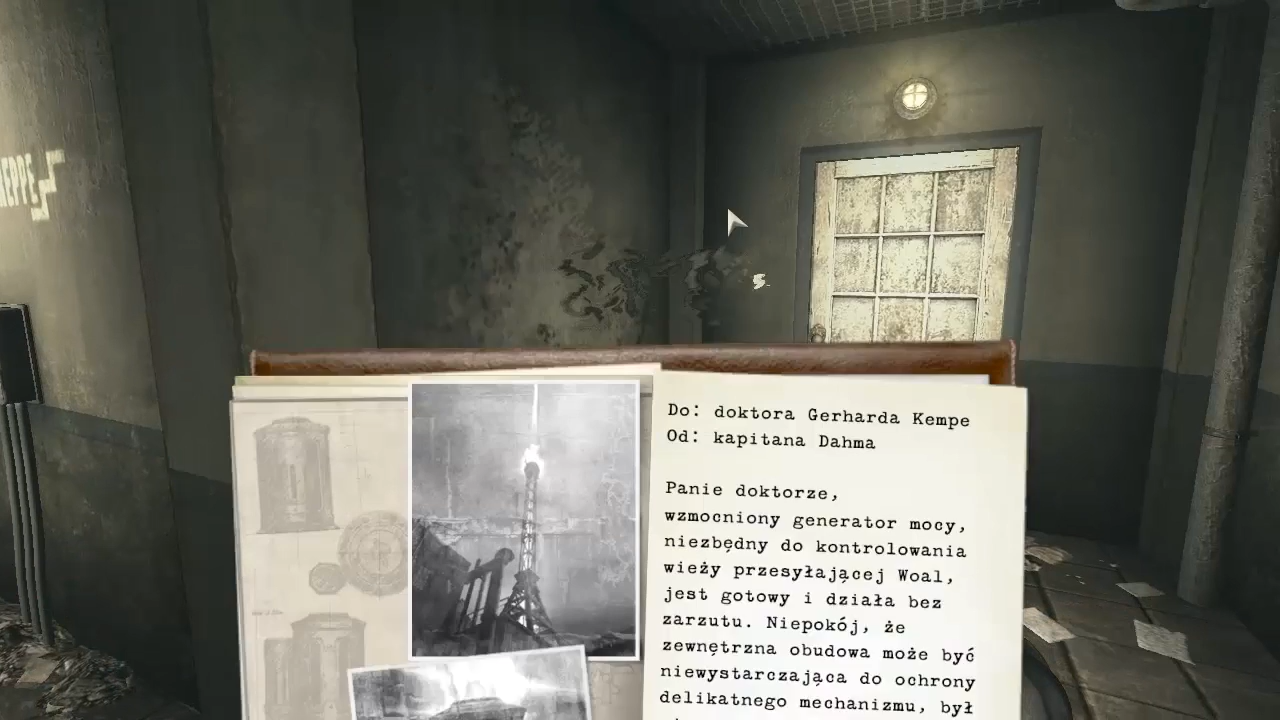 Do: doktora Gerharda Kempe
Od: kapitana Dahma
Panie doktorze,
wzmocniony generator mocy,
niezbędny do kontrolowania
wieży przesyłającej Woal,
jest gotowy i działa bez
zarzutu. Niepokój, że
zewnętrzna obudowa może być
niewystarczająca do ochrony
delikatnego mechanizmu, był